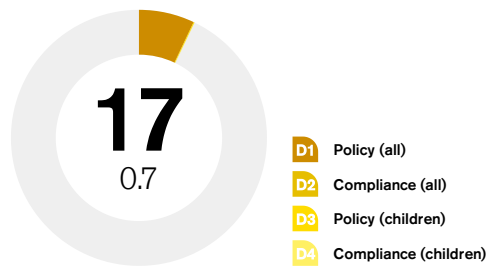 17
0.7
D1 Policy (all)
D2 Compliance (all)
D3 Policy (children)
D4 Compliance (children)